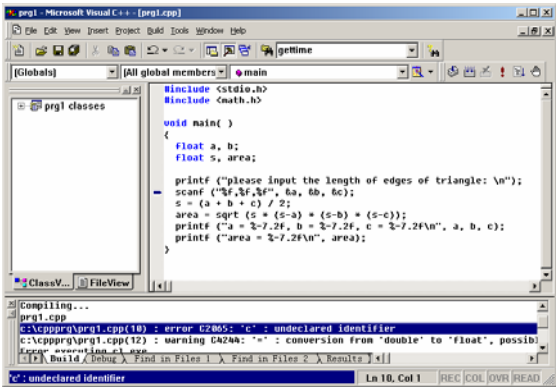 prg1 - Microsoft Visual C++ - [prg1.cpp]
File Edit View Insert Project Build Tools Window Help
gettime
(Globals) [All global members main
prg1 classes
#include <stdio.h>
#include <math.h>
void main( )
{
float a, b;
float s, area;
printf ("please input the length of edges of triangle: \n");
scanf ("%f,%f,%f", &a, &b, &c);
s = (a + b + c) / 2;
area = sqrt (s * (s-a) * (s-b) * (s-c));
printf ("a = %-7.2f, b = %-7.2f, c = %-7.2f\n", a, b, c);
printf ("area = %-7.2f\n", area);
}
ClassV... FileView
Compiling...
prg1.cpp
c:\cppprg\prg1.cpp(10) : error C2065: 'c' : undeclared identifier
c:\cppprg\prg1.cpp(12) : warning C4244: '=' : conversion from 'double' to 'float', possibl
Error executing cl.exe
Build Debug Find in Files 1 Find in Files 2 Results
'c' : undeclared identifier
Ln 10, Col 1 REC COL OVR READ